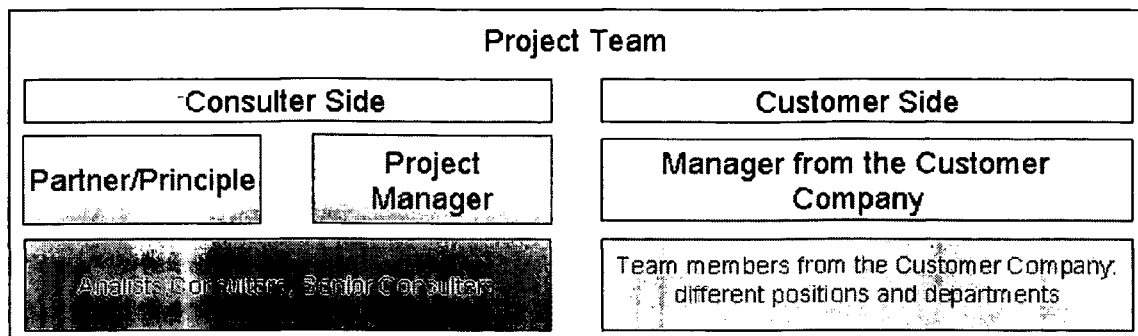 Project Team
Consulter Side
Customer Side
Partner/Principle
Project
Manager
Manager from the Customer
Company
Analists, Consulters, Senior Consulters
Team members from the Customer Company:
different positions and departments